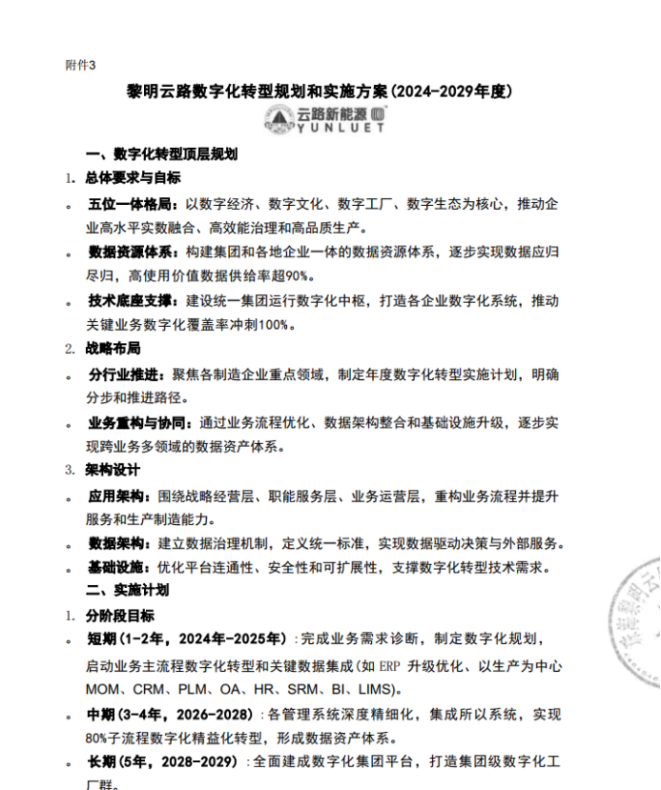 附件3
黎明云路数字化转型规划和实施方案(2024-2029年度)
云路新能源
YUNLUET
一、数字化转型顶层规划
1. 总体要求与目标
。 五位一体格局：以数字经济、数字文化、数字工厂、数字生态为核心，推动企
业高水平实数融合、高效能治理和高品质生产。
。 数据资源体系：构建集团和各地企业一体的数据资源体系，逐步实现数据应归
尽归，高使用价值数据供给率超90%。
。 技术底座支撑：建设统一集团运行数字化中枢，打造各企业数字化系统，推动
关键业务数字化覆盖率冲刺100%。
2. 战略布局
。 分行业推进：聚焦各制造企业重点领域，制定年度数字化转型实施计划，明确
分步和推进路径。
。 业务重构与协同：通过业务流程优化、数据架构整合和基础设施升级，逐步实
现跨业务多领域的数据资产体系。
3. 架构设计
。 应用架构：围绕战略经营层、职能服务层、业务运营层，重构业务流程并提升
服务和生产制造能力。
。 数据架构：建立数据治理机制，定义统一标准，实现数据驱动决策与外部服务。
。 基础设施：优化平台连通性、安全性和可扩展性，支撑数字化转型技术需求。
二、实施计划
1. 分阶段目标
。 短期(1-2年，2024年-2025年）:完成业务需求诊断，制定数字化规划，
启动业务主流程数字化转型和关键数据集成(如 ERP 升级优化、以生产为中心
MOM、CRM、PLM、OA、HR、SRM、BI、LIMS)。
。 中期(3-4年，2026-2028）:各管理系统深度精细化，集成所以系统，实现
80%子流程数字化精益化转型，形成数据资产体系。
。 长期(5年，2028-2029）:全面建成数字化集团平台，打造集团级数字化工
厂群。